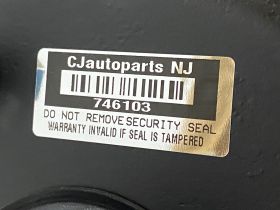 CJautoparts NJ
746103
DO NOT REMOVE SECURITY SEAL
WARRANTY INVALID IF SEAL IS TAMPERED